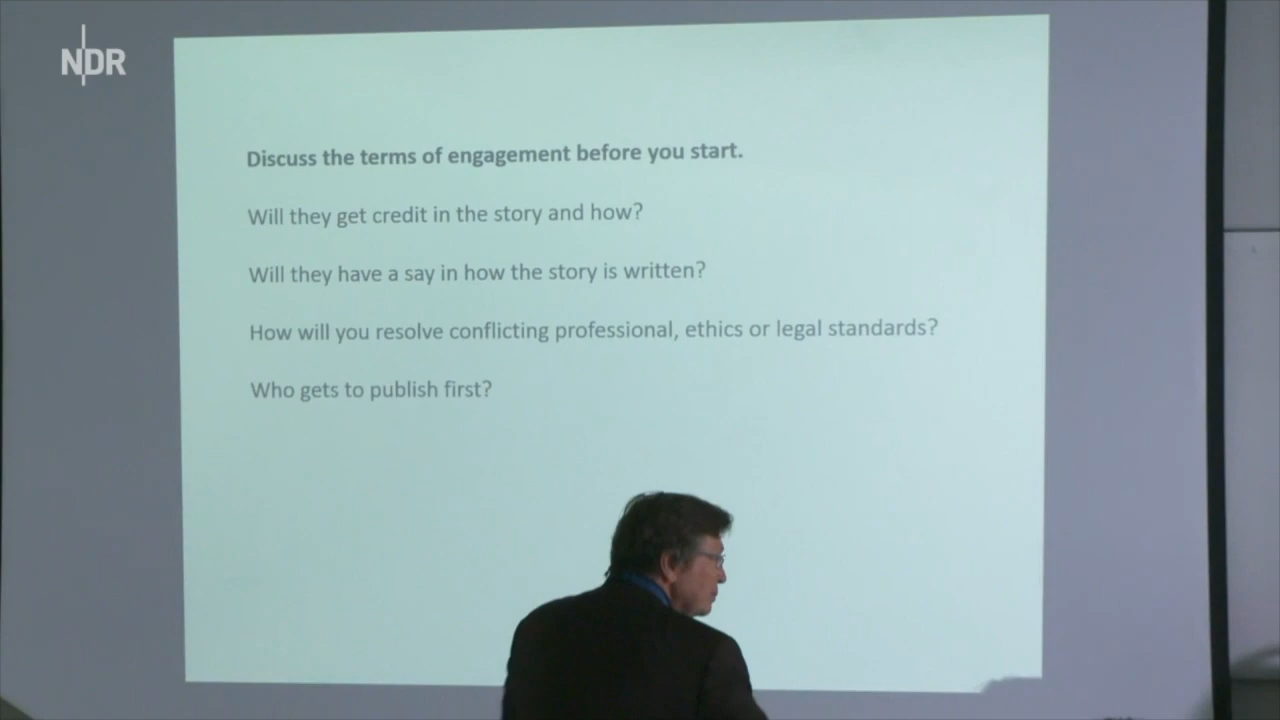 NDR
Discuss the terms of engagement before you start.
Will they get credit in the story and how?
Will they have a say in how the story is written?
How will you resolve conflicting professional, ethics or legal standards?
Who gets to publish first?